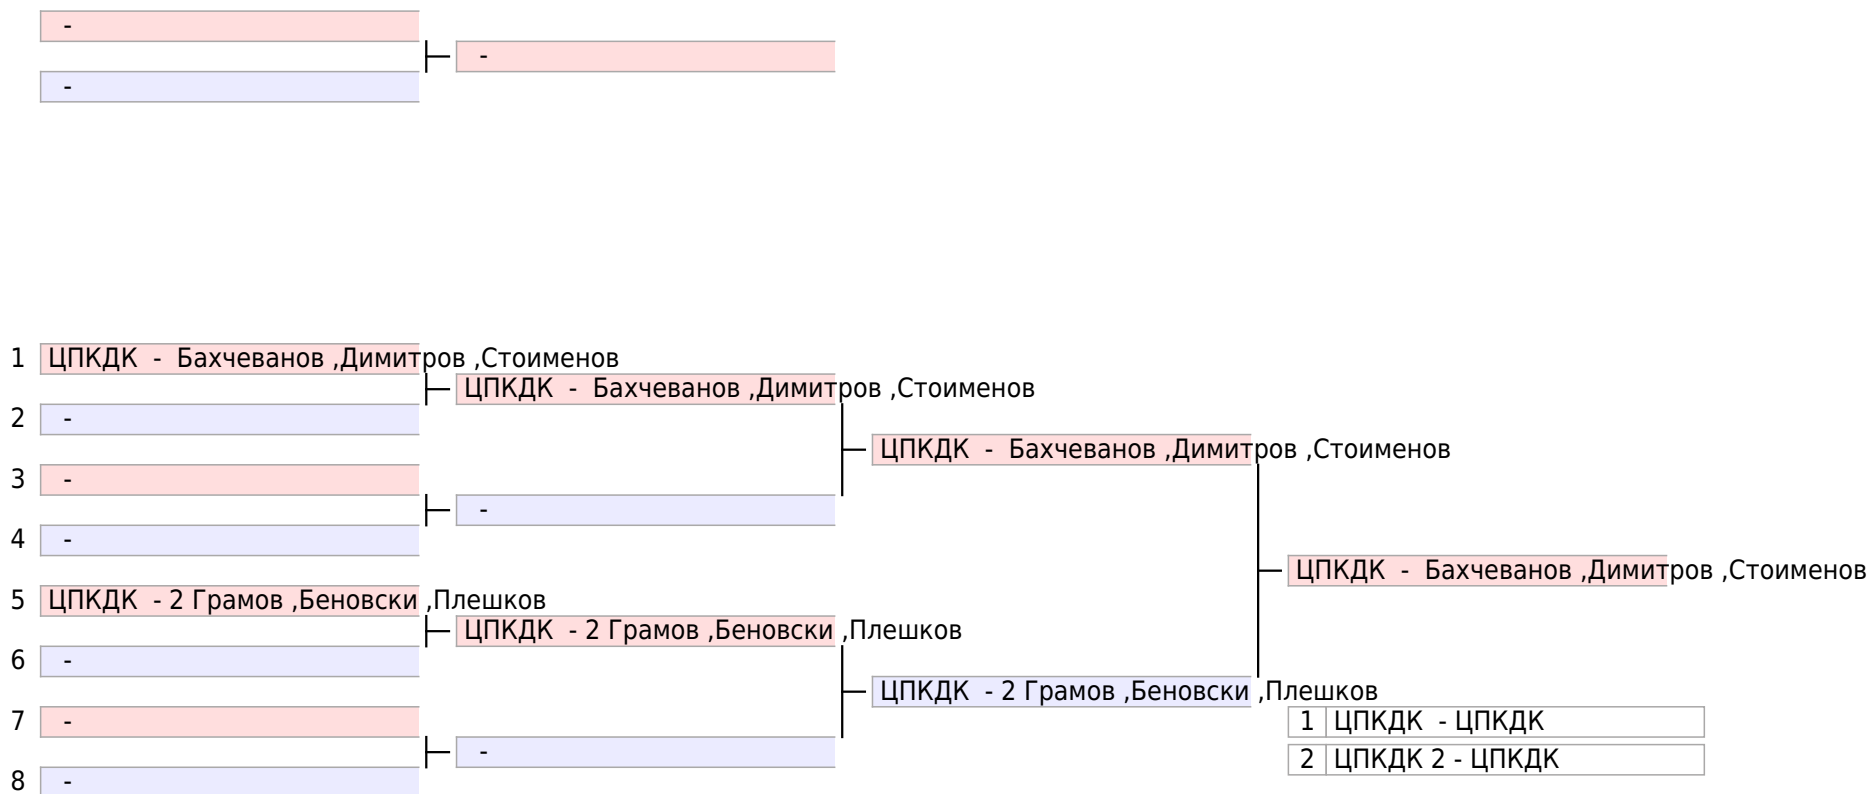 -
-
-
1 ЦПКДК - Бахчеванов ,Димитров ,Стоименов
ЦПКДК - Бахчеванов ,Димитров ,Стоименов
2 -
ЦПКДК - Бахчеванов ,Димитров ,Стоименов
3 -
-
4 -
ЦПКДК - Бахчеванов ,Димитров ,Стоименов
5 ЦПКДК - 2 Грамов ,Беновски ,Плешков
ЦПКДК - 2 Грамов ,Беновски ,Плешков
6 -
ЦПКДК - 2 Грамов ,Беновски ,Плешков
7 -
1 ЦПКДК - ЦПКДК
-
2 ЦПКДК 2 - ЦПКДК
8 -